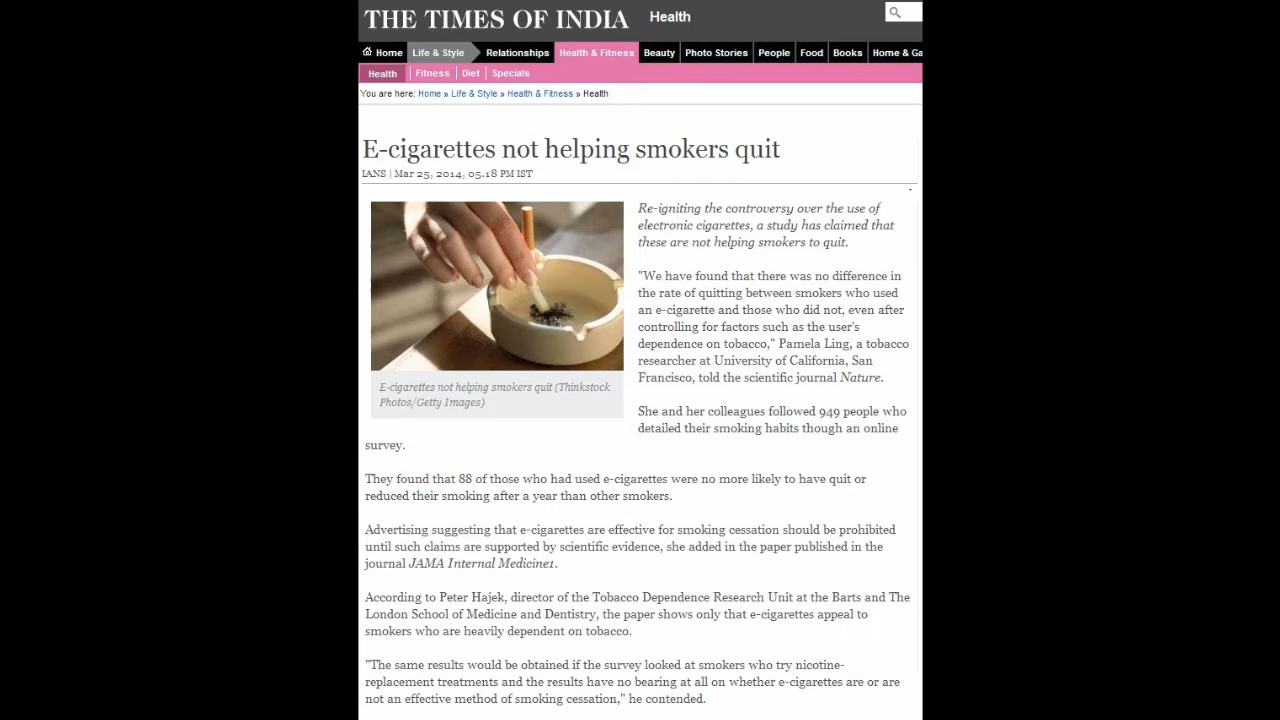 THE TIMES OF INDIA Health
Home Life & Style Relationships Health & Fitness Beauty Photo Stories People Food Books Home & Ga
Health Fitness Diet Specials
You are here: Home » Life & Style » Health & Fitness » Health
E-cigarettes not helping smokers quit
IANS | Mar 25, 2014, 05.18 PM IST
Re-igniting the controversy over the use of
electronic cigarettes, a study has claimed that
these are not helping smokers to quit.
"We have found that there was no difference in
the rate of quitting between smokers who used
an e-cigarette and those who did not, even after
controlling for factors such as the user's
dependence on tobacco," Pamela Ling, a tobacco
researcher at University of California, San
Francisco, told the scientific journal Nature.
E-cigarettes not helping smokers quit (Thinkstock
Photos/Getty Images)
She and her colleagues followed 949 people who
detailed their smoking habits though an online
survey.
They found that 88 of those who had used e-cigarettes were no more likely to have quit or
reduced their smoking after a year than other smokers.
Advertising suggesting that e-cigarettes are effective for smoking cessation should be prohibited
until such claims are supported by scientific evidence, she added in the paper published in the
journal JAMA Internal Medicine1.
According to Peter Hajek, director of the Tobacco Dependence Research Unit at the Barts and The
London School of Medicine and Dentistry, the paper shows only that e-cigarettes appeal to
smokers who are heavily dependent on tobacco.
"The same results would be obtained if the survey looked at smokers who try nicotine-
replacement treatments and the results have no bearing at all on whether e-cigarettes are or are
not an effective method of smoking cessation," he contended.